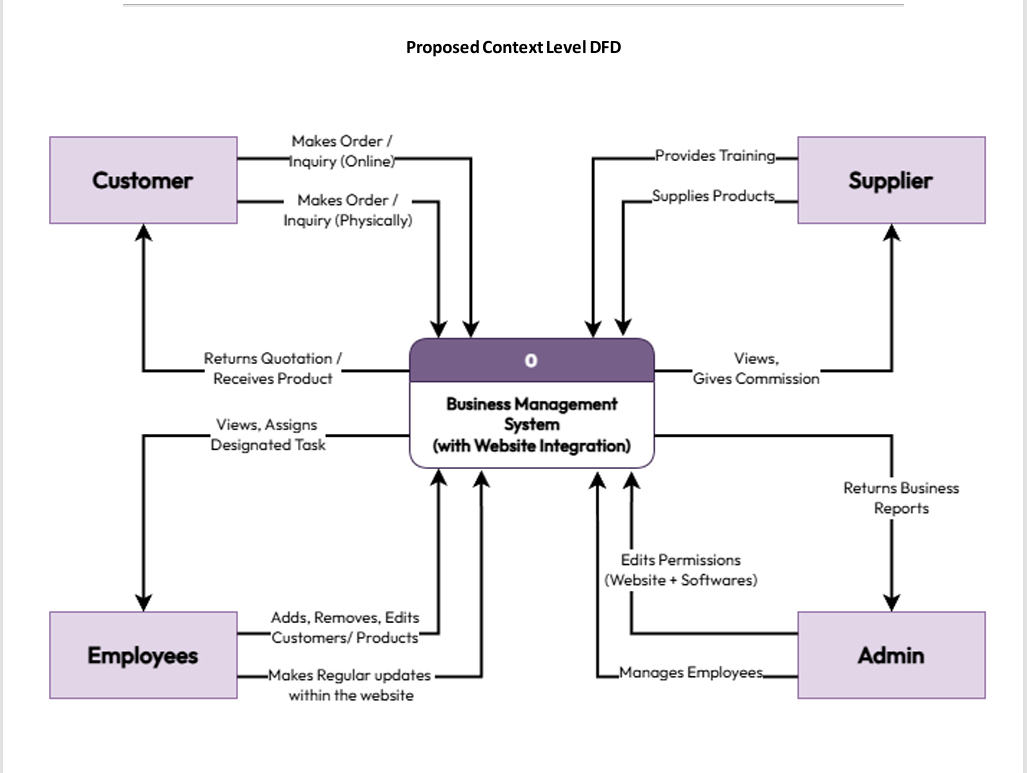 Proposed Context Level DFD
Makes Order /
Inquiry (Online)
Customer
Makes Order /
Inquiry (Physically)
Provides Training
Supplies Products
Supplier
Returns Quotation /
Receives Product
0
Business Management
System
(with Website Integration)
Views,
Gives Commission
Views, Assigns
Designated Task
Returns Business
Reports
Edits Permissions
(Website + Softwares)
Adds, Removes, Edits
Customers/ Products
Employees
Makes Regular updates
within the website
Manages Employees
Admin